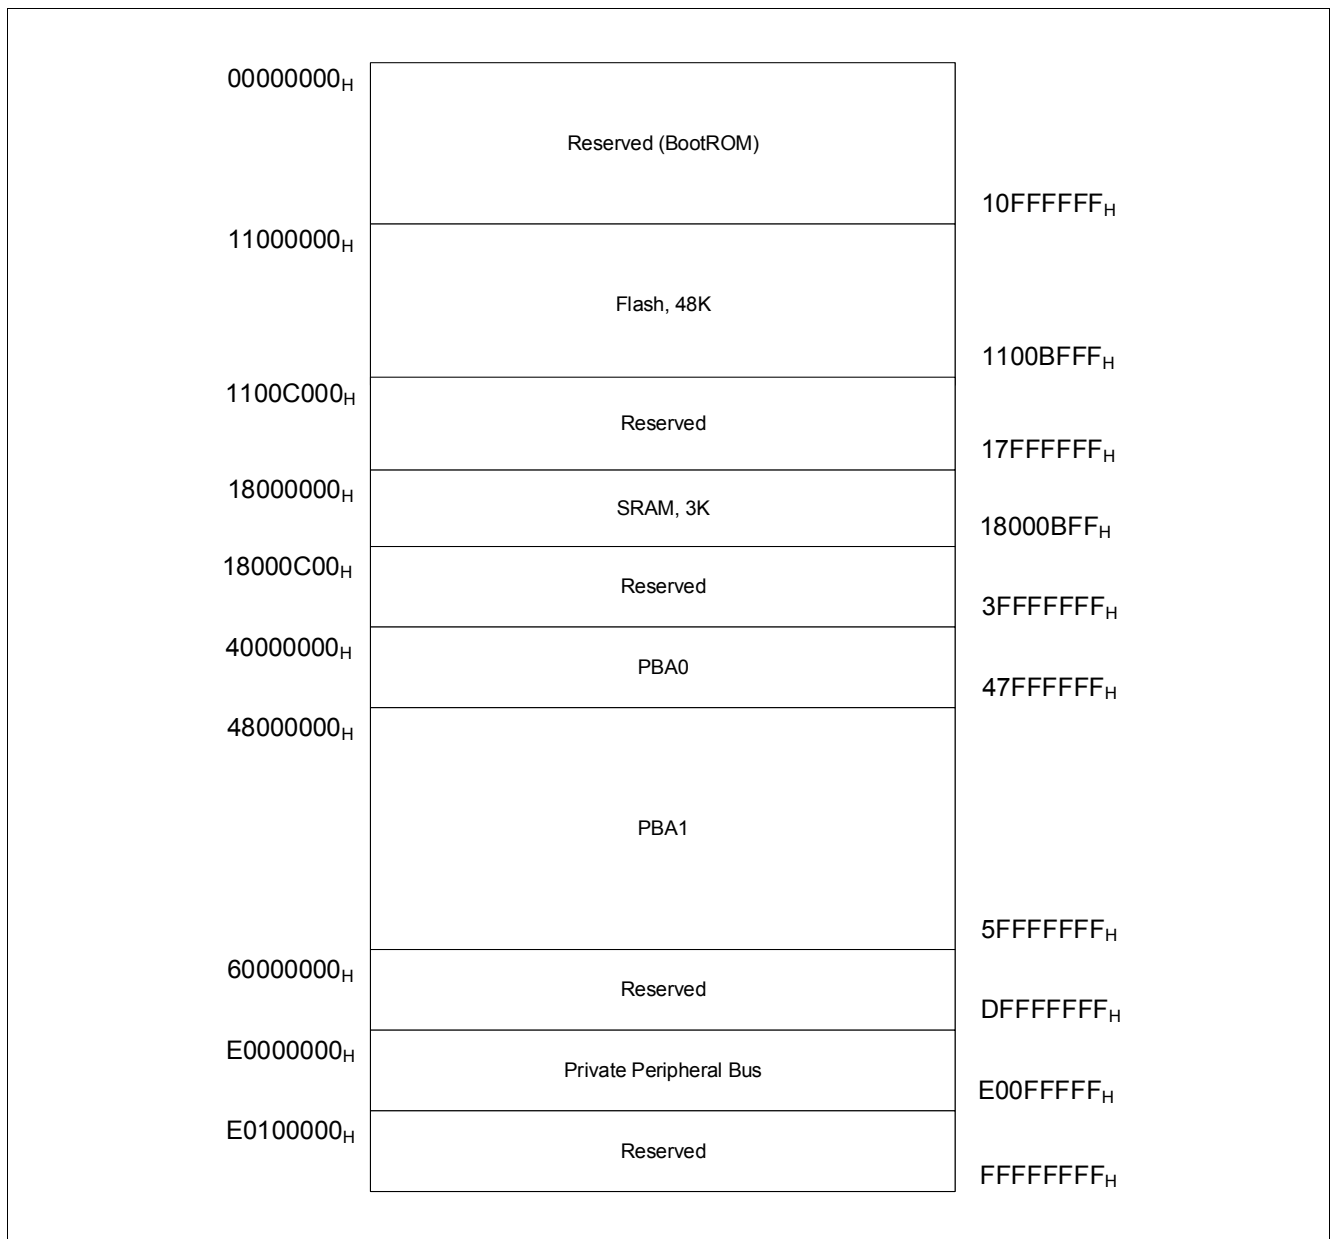 00000000H
Reserved (BootROM)
10FFFFFFH
11000000H
Flash, 48K
1100BFFFH
1100C000H
Reserved
17FFFFFFH
18000000H
SRAM, 3K
18000BFFH
18000C00H
Reserved
3FFFFFFFH
40000000H
PBA0
47FFFFFFH
48000000H
PBA1
5FFFFFFFH
60000000H
Reserved
DFFFFFFFH
E0000000H
Private Peripheral Bus
E00FFFFFH
E0100000H
Reserved
FFFFFFFFH